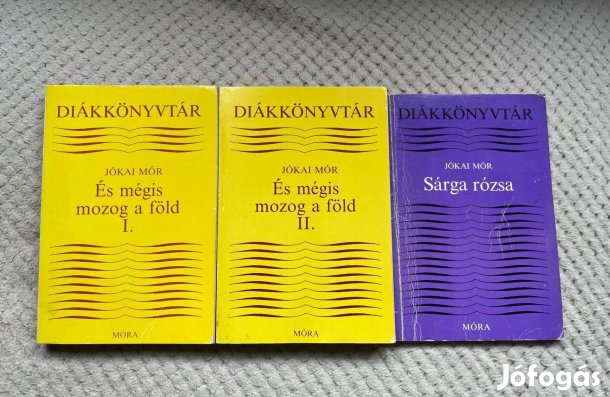 DIÁKKÖNYVTÁR
JÓKAI MÓR
És mégis
mozog a föld
I.
MÓRA
DIÁKKÖNYVTÁR
JÓKAI MÓR
És mégis
mozog a föld
II.
MÓRA
DIÁKKÖNYVTÁR
JÓKAI MÓR
Sárga rózsa
MÓRA
Jófogás